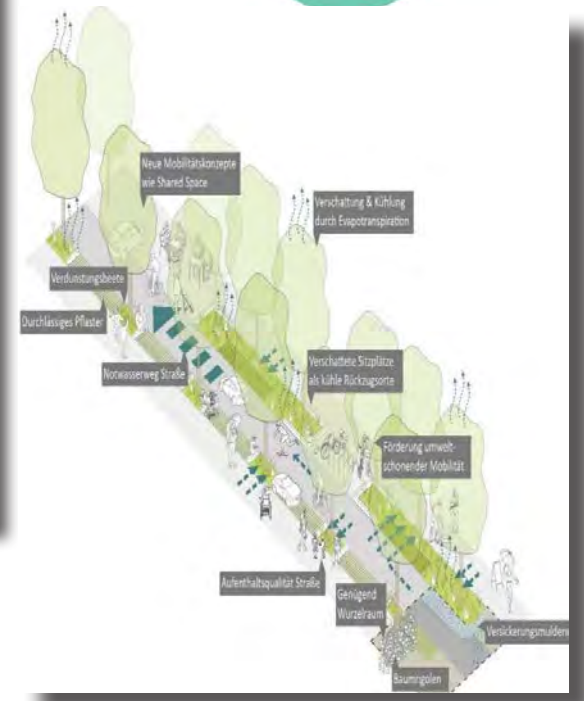 Neue Mobilitätskonzepte
wie Shared Space
Verschattung & Kühlung
durch Evapotranspiration
Verdunstungsbeete
Durchlässiges Pflaster
Notwasserweg Straße
Verschattete Sitzplätze
als kühle Rückzugsorte
Förderung umwelt-
schonender Mobilität
Aufenthaltsqualität Straße
Genügend
Wurzelraum
Versickerungsmulden
Baumrigolen